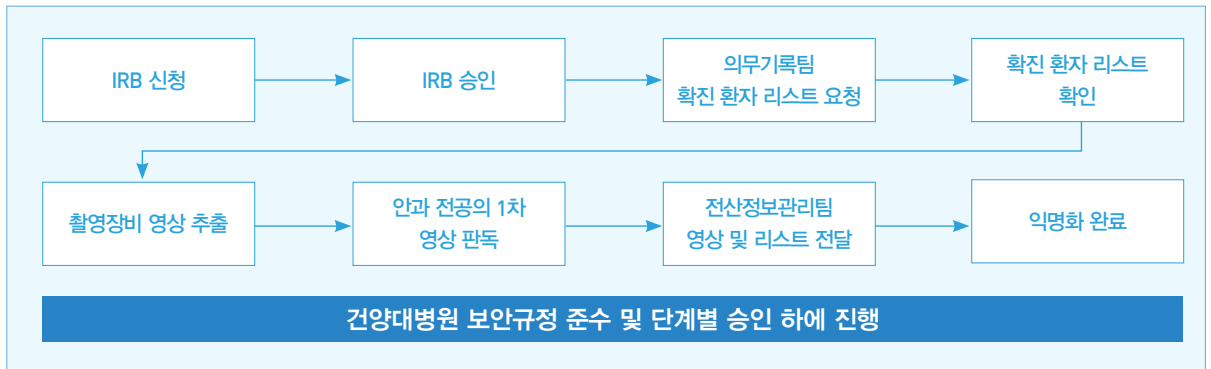 IRB 신청
IRB 승인
의무기록팀
확진 환자 리스트 요청
확진 환자 리스트
확인
촬영장비 영상 추출
안과 전공의 1차
영상 판독
전산정보관리팀
영상 및 리스트 전달
익명화 완료
건양대병원 보안규정 준수 및 단계별 승인 하에 진행